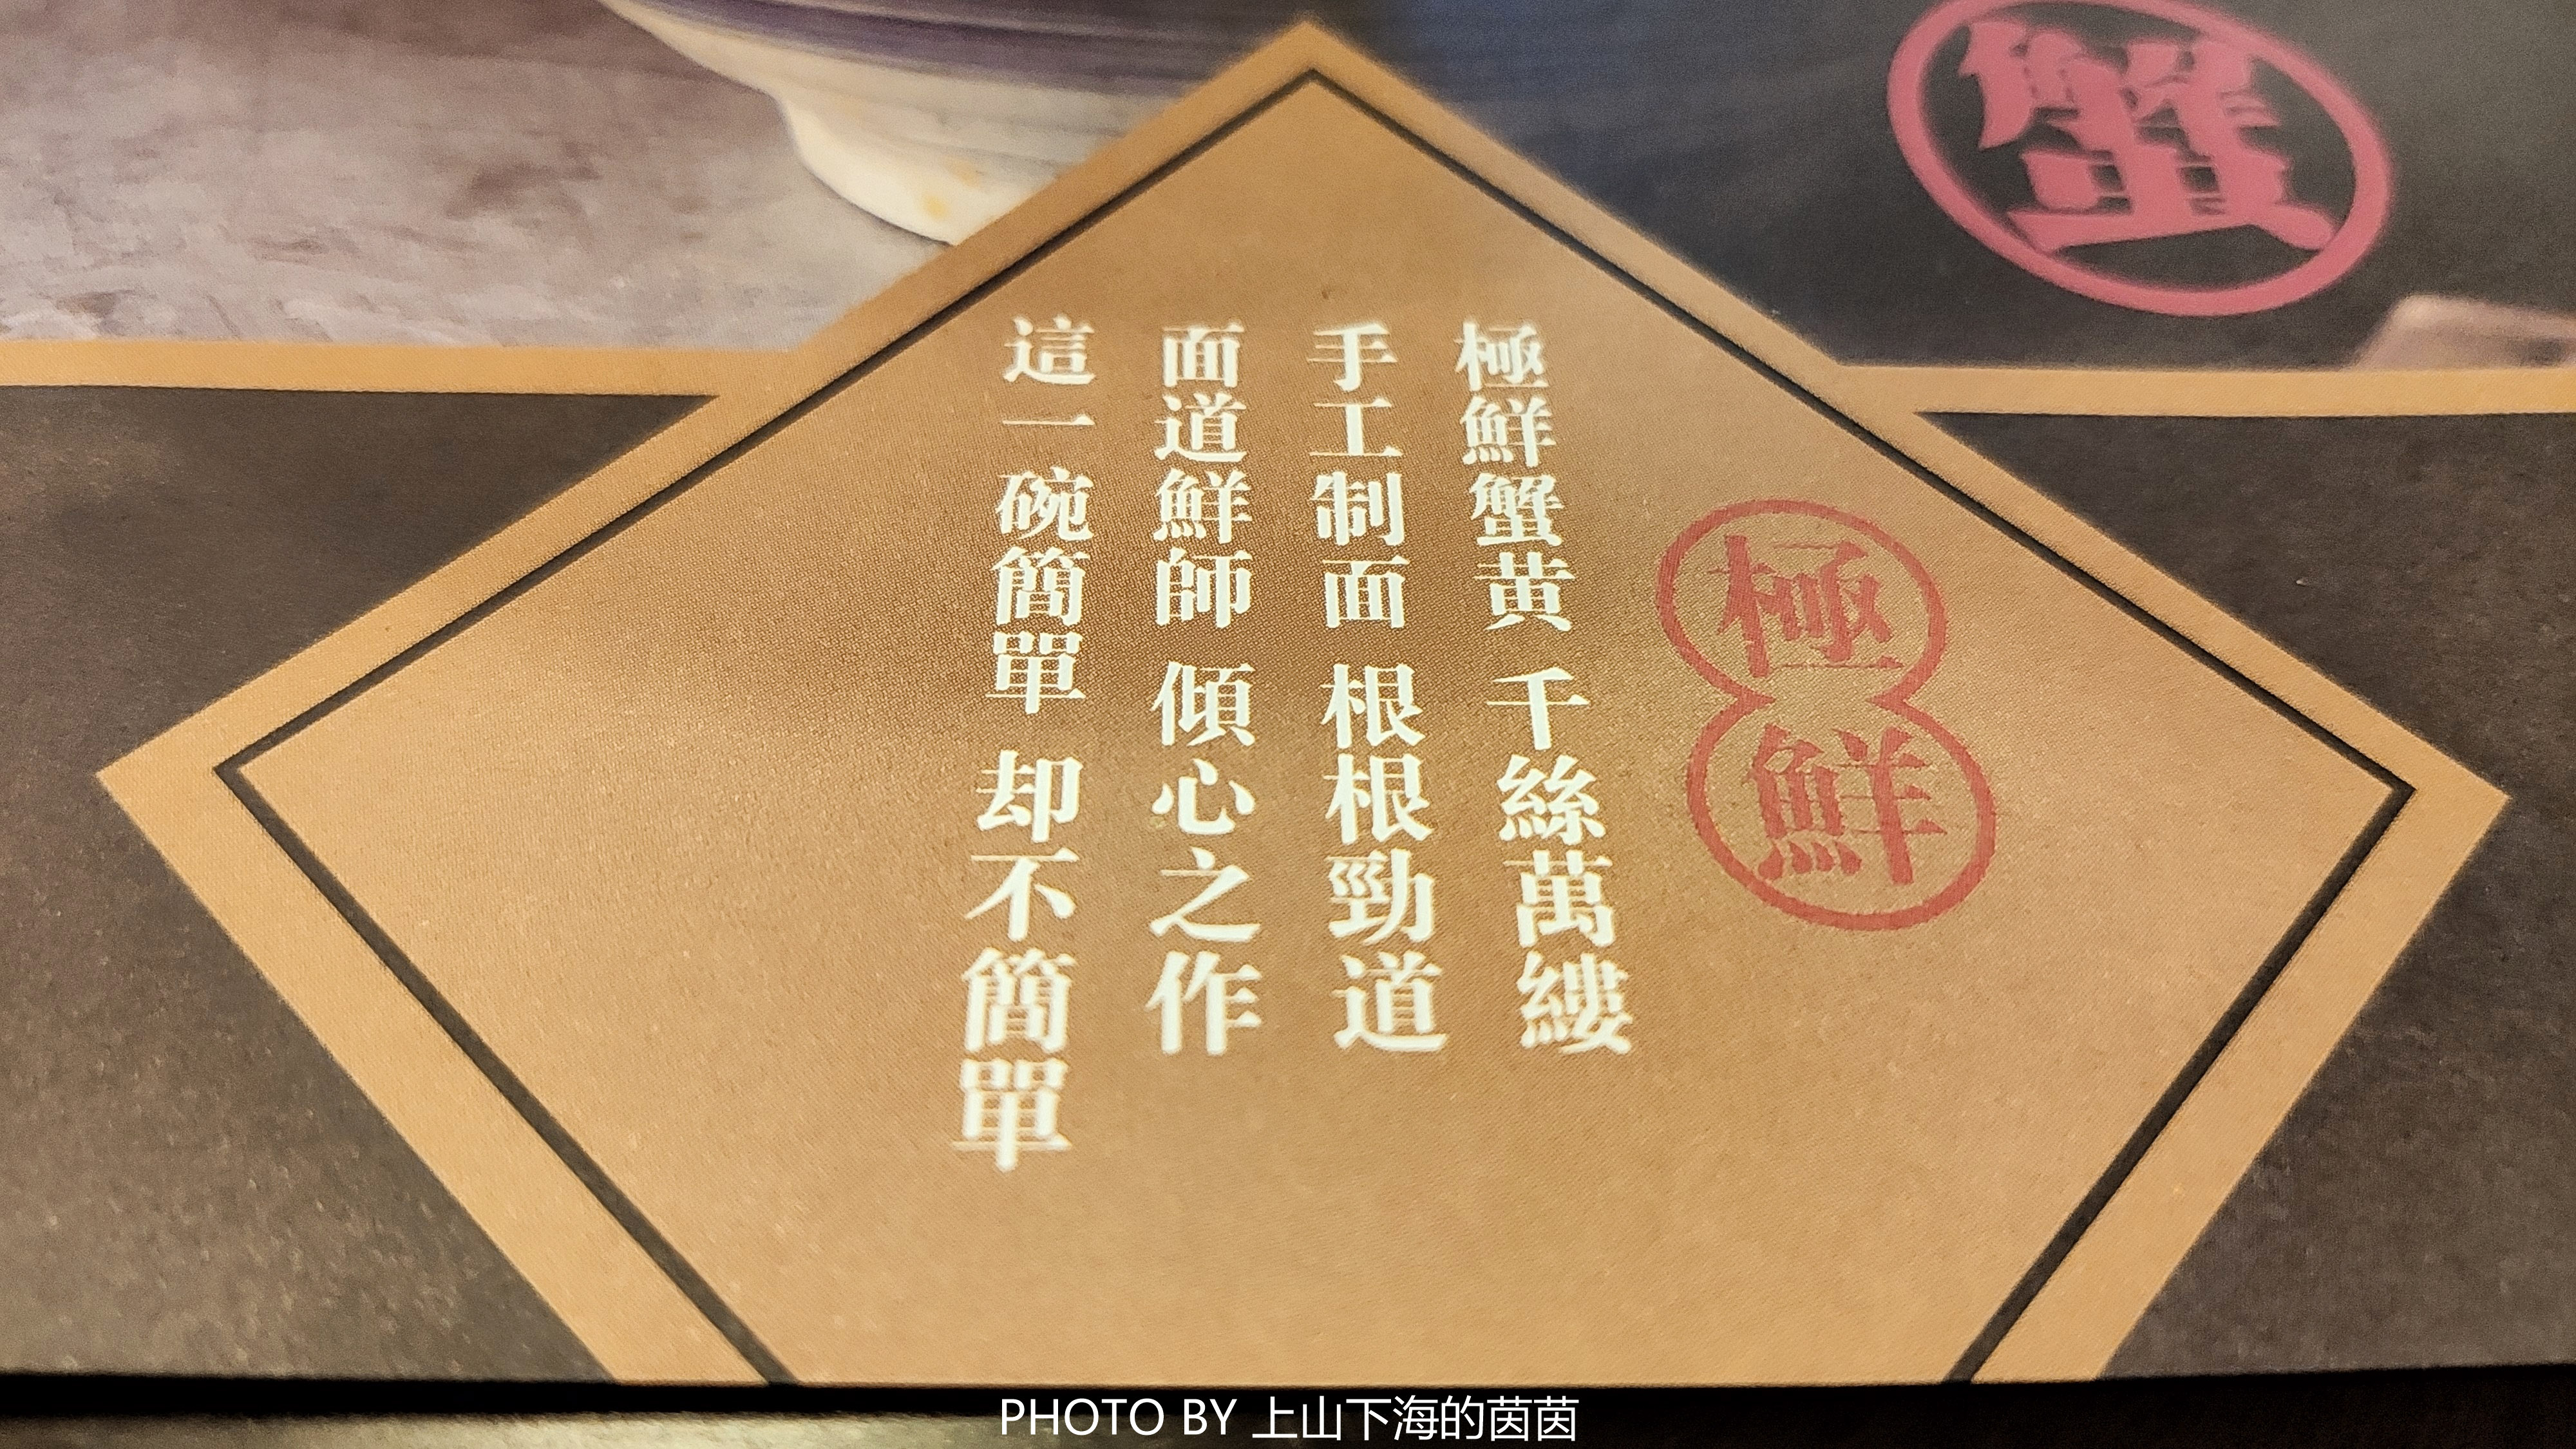 蟹
極鮮
極鮮蟹黄 千絲萬縷
手工制面 根根勁道
面道鮮師 傾心之作
這一碗簡單 却不簡單
PHOTO BY 上山下海的茵茵